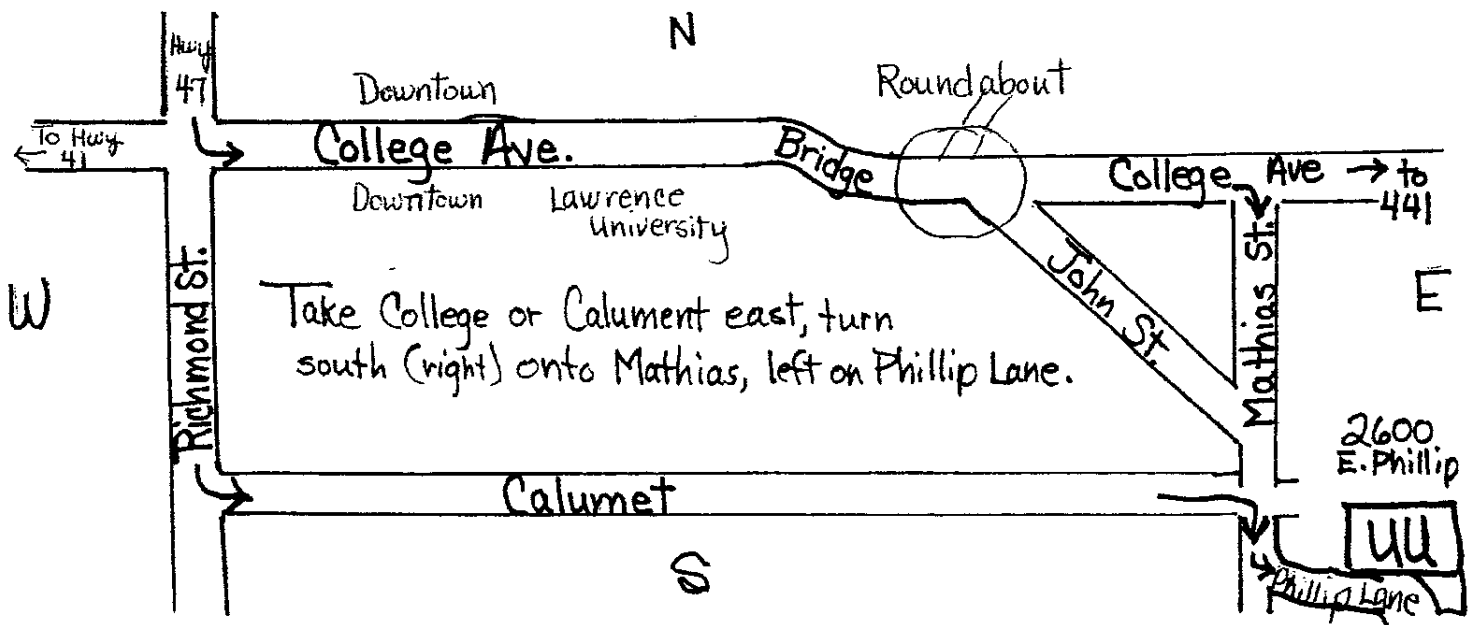 N
Hwy
47
Downtown
Roundabout
To Hwy
41
College Ave.
Bridge
College Ave → to
441
Downtown
Lawrence
University
Richmond St.
John St.
Mathias St.
W
E
Take College or Calument east, turn
south (right) onto Mathias, left on Phillip Lane.
2600
E. Phillip
Calumet
UU
S
Phillip Lane